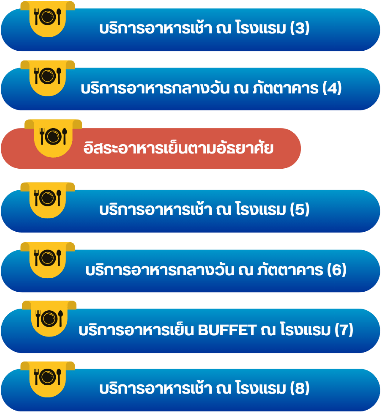 บริการอาหารเช้า ณ โรงแรม (3)
บริการอาหารกลางวัน ณ ภัตตาคาร (4)
อิสระอาหารเย็นตามอัธยาศัย
บริการอาหารเช้า ณ โรงแรม (5)
บริการอาหารกลางวัน ณ ภัตตาคาร (6)
บริการอาหารเย็น BUFFET ณ โรงแรม (7)
บริการอาหารเช้า ณ โรงแรม (8)